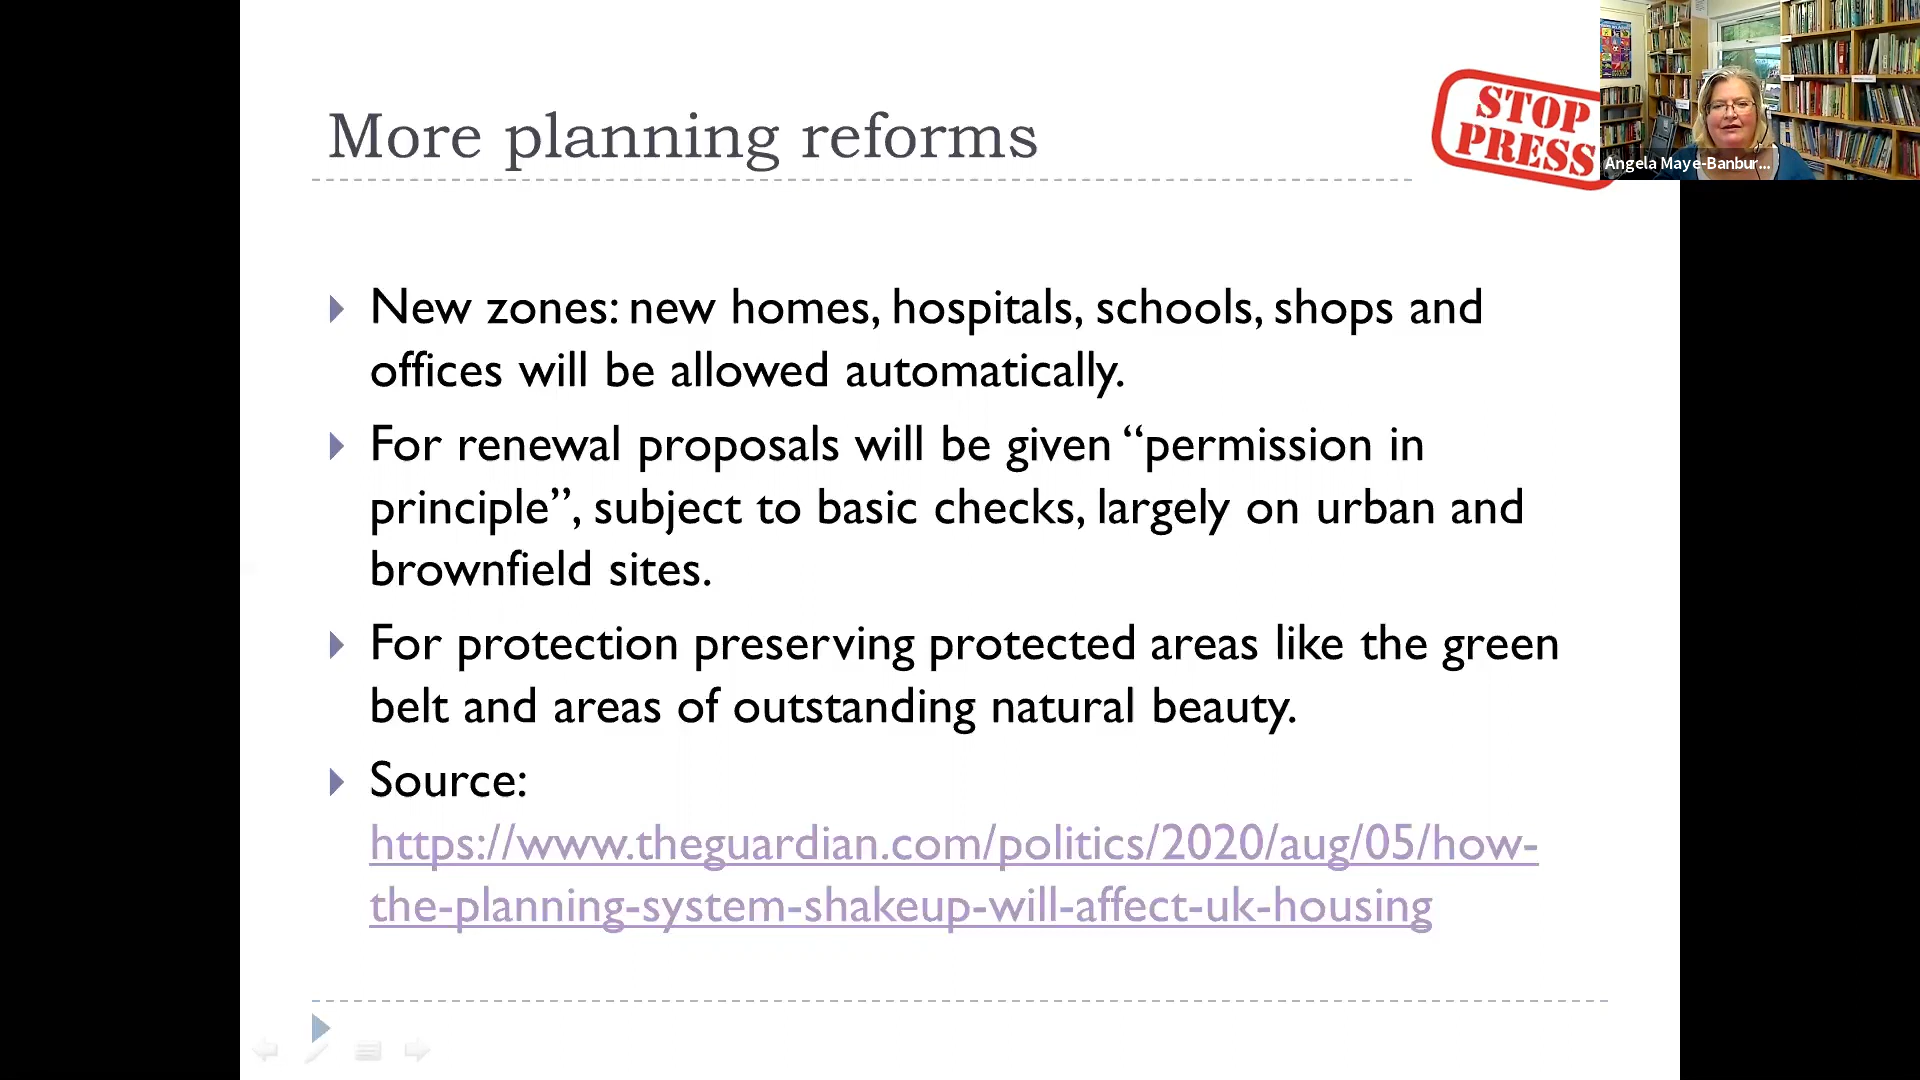 More planning reforms
STOP
PRESS
Angela Maye-Banbur...
New zones: new homes, hospitals, schools, shops and
offices will be allowed automatically.
For renewal proposals will be given “permission in
principle”, subject to basic checks, largely on urban and
brownfield sites.
For protection preserving protected areas like the green
belt and areas of outstanding natural beauty.
Source:
https://www.theguardian.com/politics/2020/aug/05/how-
the-planning-system-shakeup-will-affect-uk-housing